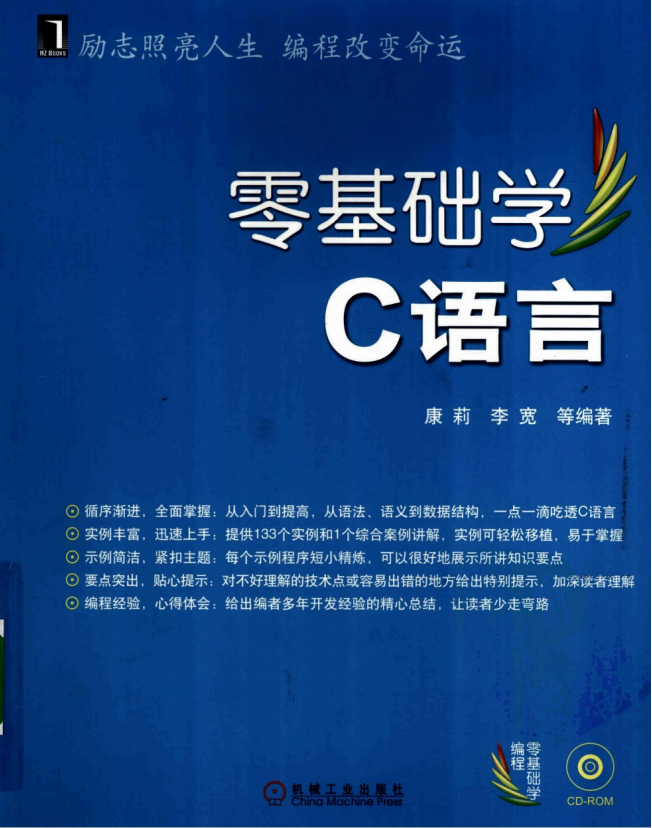 HZ BOOKS
励志照亮人生 编程改变命运
零基础学
C语言
康莉 李宽 等编著
循序渐进，全面掌握：从入门到提高，从语法、语义到数据结构，一点一滴吃透C语言
实例丰富，迅速上手：提供133个实例和1个综合案例讲解，实例可轻松移植，易于掌握
示例简洁，紧扣主题：每个示例程序短小精炼，可以很好地展示所讲知识要点
要点突出，贴心提示：对不好理解的技术点或容易出错的地方给出特别提示，加深读者理解
编程经验，心得体会：给出编者多年开发经验的精心总结，让读者少走弯路
零基础学
编程
CD-ROM
机械工业出版社
China Machine Press